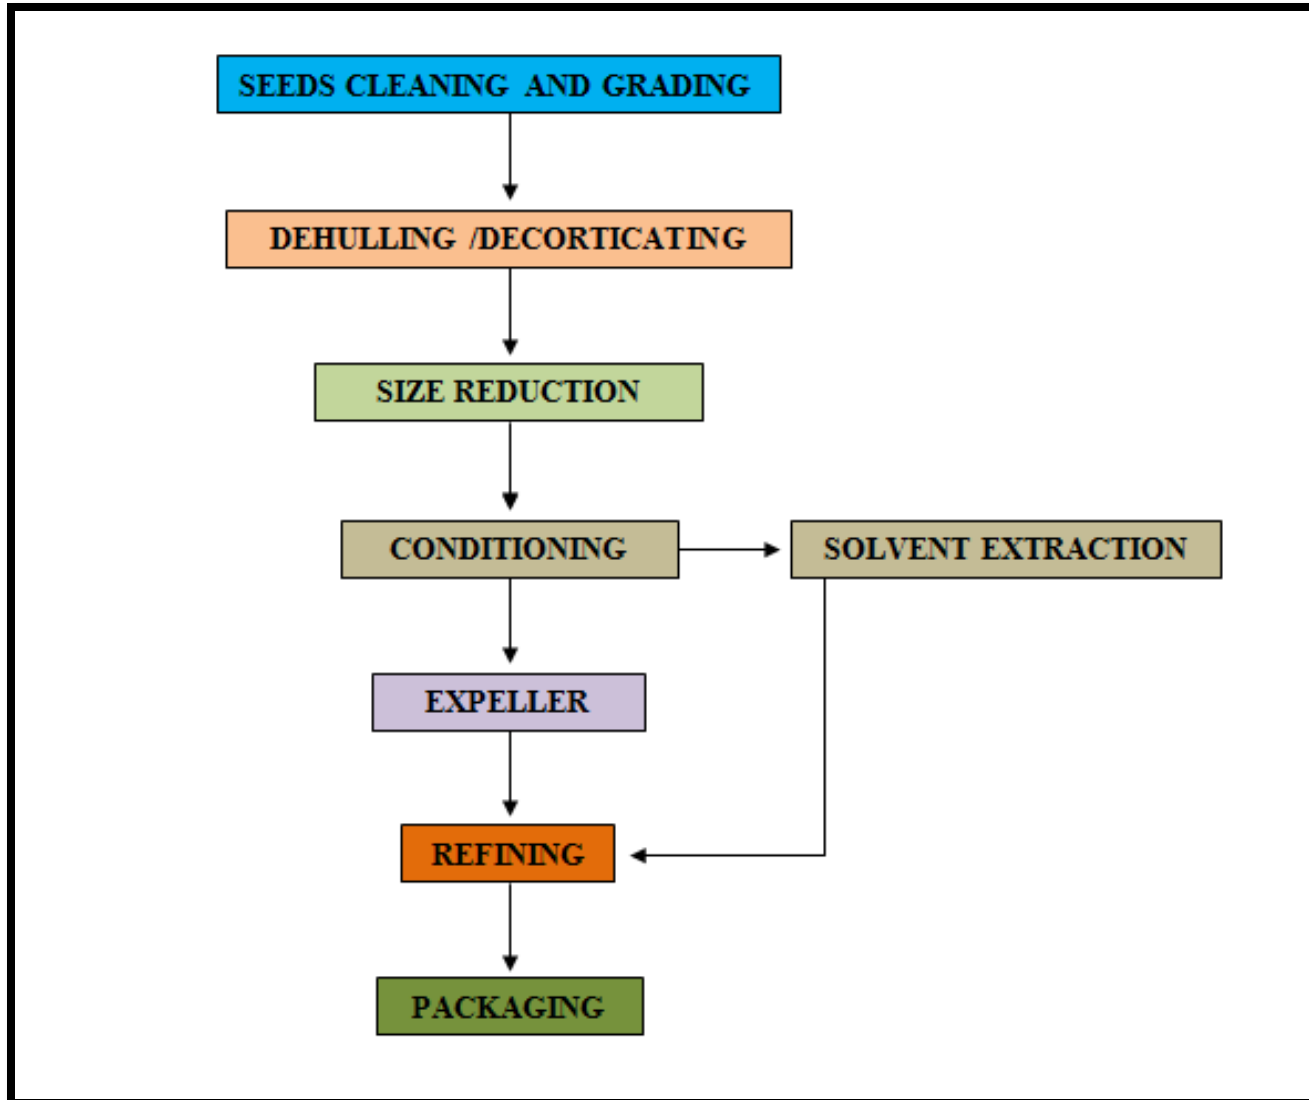 SEEDS CLEANING AND GRADING
DEHULLING /DECORTICATING
SIZE REDUCTION
CONDITIONING
SOLVENT EXTRACTION
EXPELLER
REFINING
PACKAGING